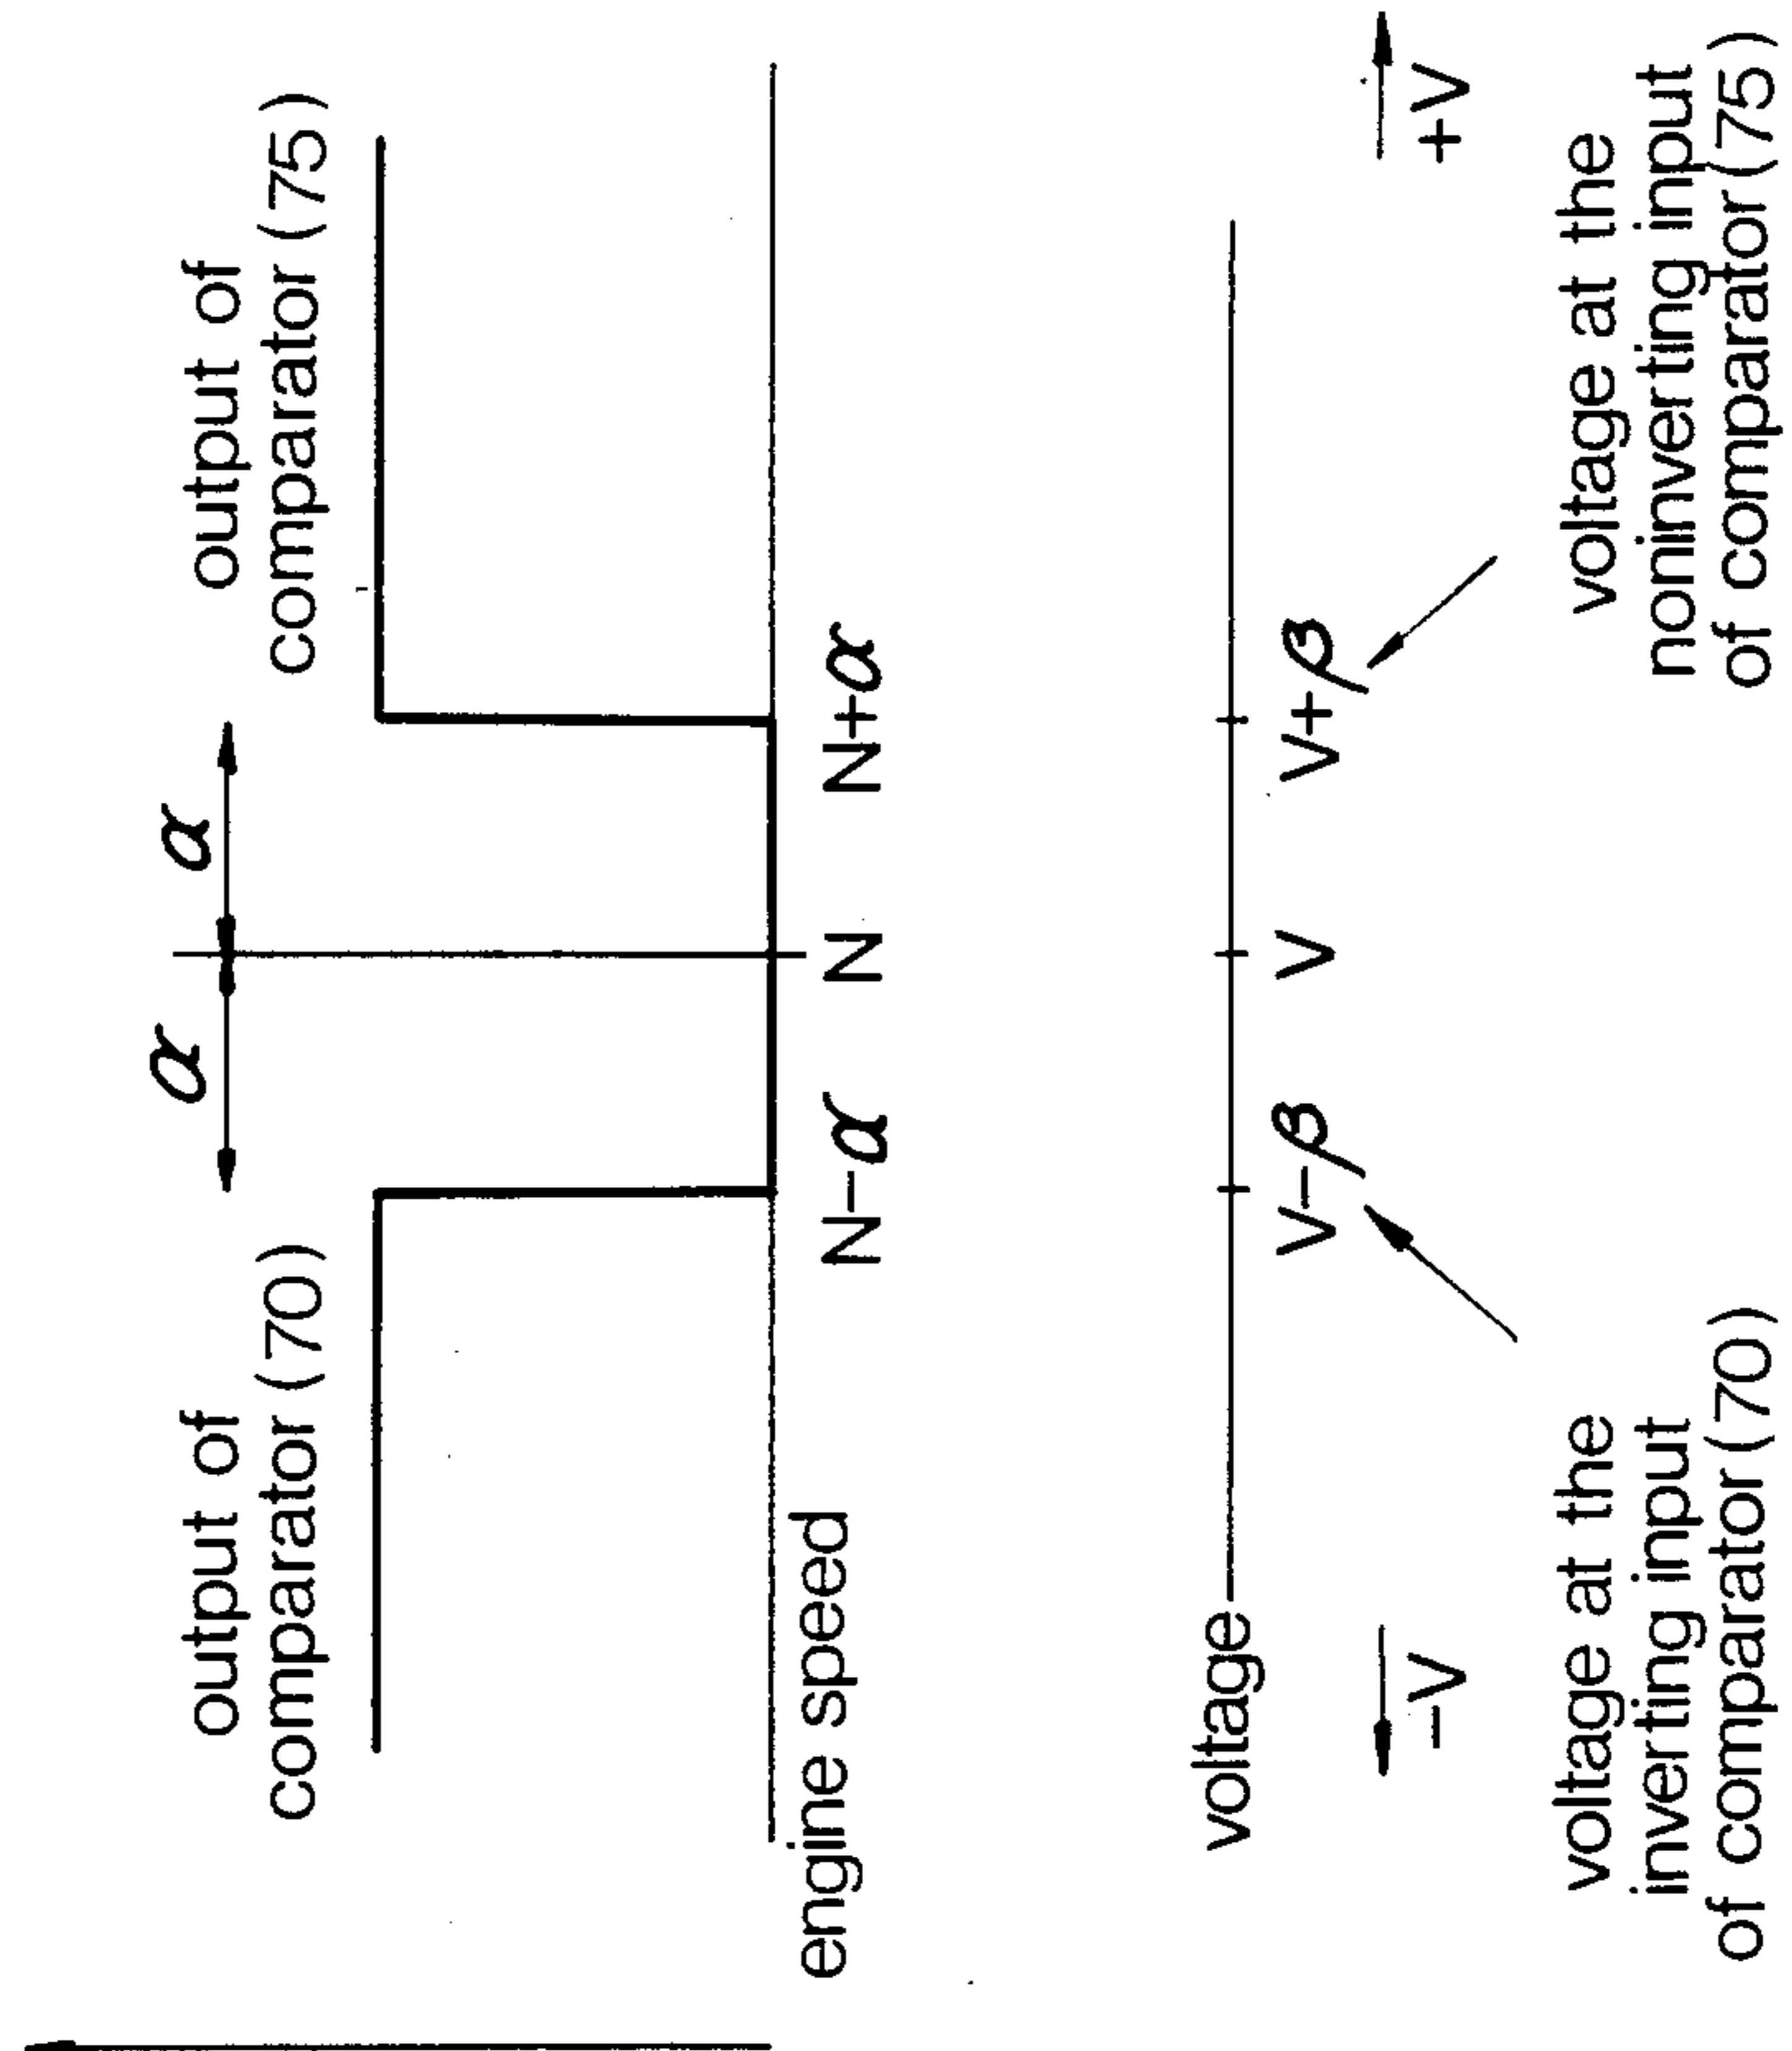 output of
comparator (70)
output of
comparator (75)
α
α
engine speed
N-α
N
N+α
voltage
V-β
V
V+β
-V
+V
voltage at the
inverting input
of comparator (70)
voltage at the
noninverting input
of comparator (75)